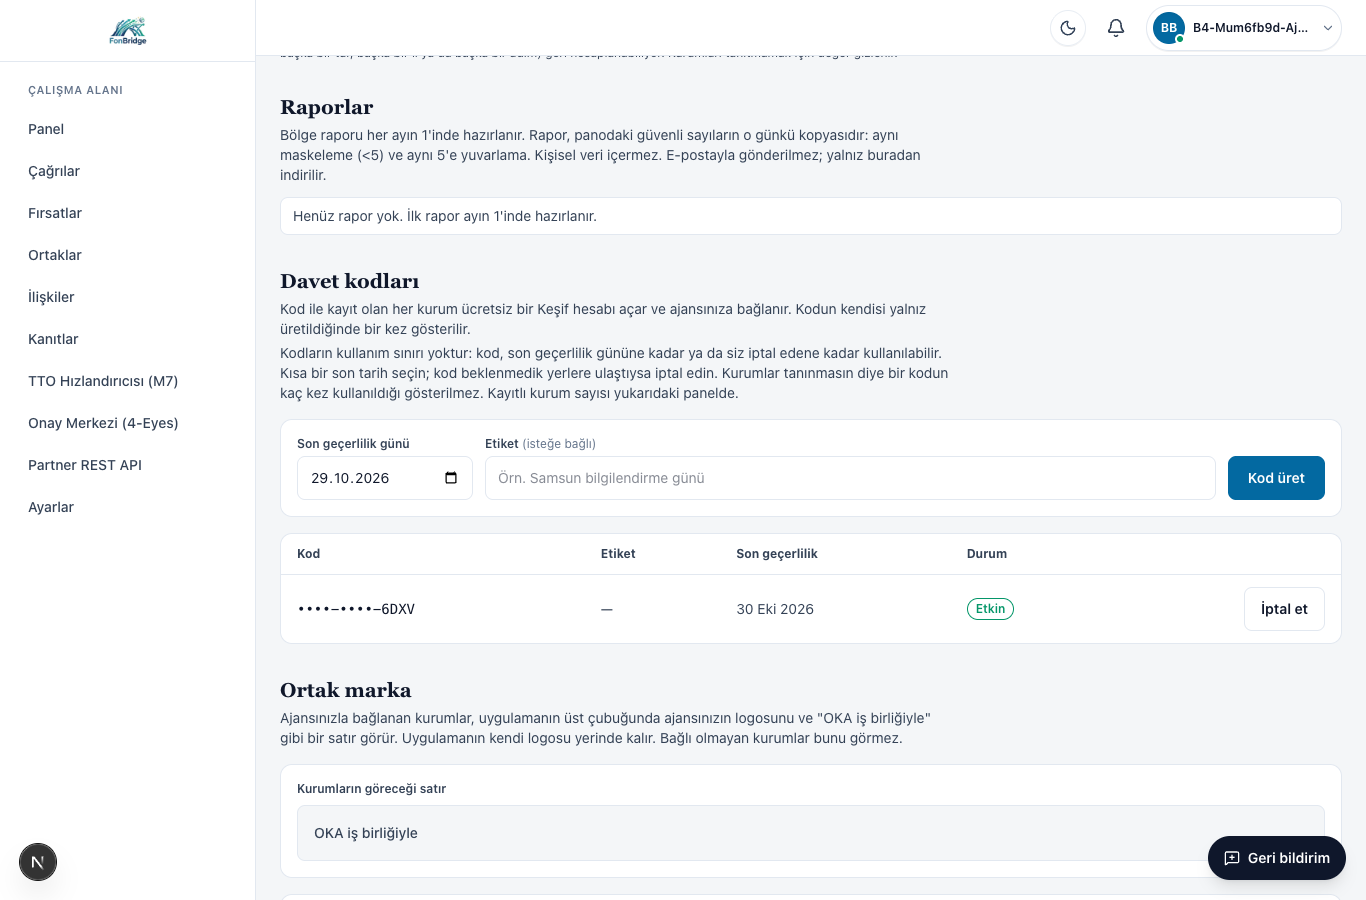 FonBridge
ÇALIŞMA ALANI
Panel
Çağrılar
Fırsatlar
Ortaklar
İlişkiler
Kanıtlar
TTO Hızlandırıcısı (M7)
Onay Merkezi (4-Eyes)
Partner REST API
Ayarlar
N
BB
B4-Mum6fb9d-Aj...
Raporlar
Bölge raporu her ayın 1'inde hazırlanır. Rapor, panodaki güvenli sayıların o günkü kopyasıdır: aynı
maskeleme (<5) ve aynı 5'e yuvarlama. Kişisel veri içermez. E-postayla gönderilmez; yalnız buradan
indirilir.
Henüz rapor yok. İlk rapor ayın 1'inde hazırlanır.
Davet kodları
Kod ile kayıt olan her kurum ücretsiz bir Keşif hesabı açar ve ajansınıza bağlanır. Kodun kendisi yalnız
üretildiğinde bir kez gösterilir.
Kodların kullanım sınırı yoktur: kod, son geçerlilik gününe kadar ya da siz iptal edene kadar kullanılabilir.
Kısa bir son tarih seçin; kod beklenmedik yerlere ulaştıysa iptal edin. Kurumlar tanınmasın diye bir kodun
kaç kez kullanıldığı gösterilmez. Kayıtlı kurum sayısı yukarıdaki panelde.
Son geçerlilik günü
Etiket (isteğe bağlı)
29.10.2026
Örn. Samsun bilgilendirme günü
Kod üret
Kod Etiket Son geçerlilik Durum
••••–••••–6DXV — 30 Eki 2026 Etkin İptal et
Ortak marka
Ajansınızla bağlanan kurumlar, uygulamanın üst çubuğunda ajansınızın logosunu ve "OKA iş birliğiyle"
gibi bir satır görür. Uygulamanın kendi logosu yerinde kalır. Bağlı olmayan kurumlar bunu görmez.
Kurumların göreceği satır
OKA iş birliğiyle
Geri bildirim